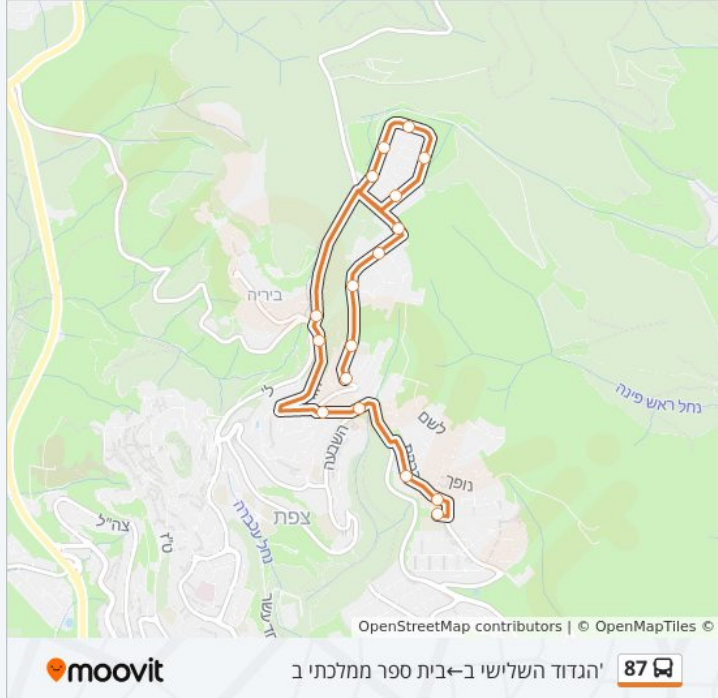 ביריה
לשם
נחל ראש פינה
השבעה
נופך
צפת
צה"ל
נחל עכברה
OpenStreetMap contributors | © OpenMapTiles ©
moovit
הגדוד השלישי ב←בית ספר ממלכתי ב'
87